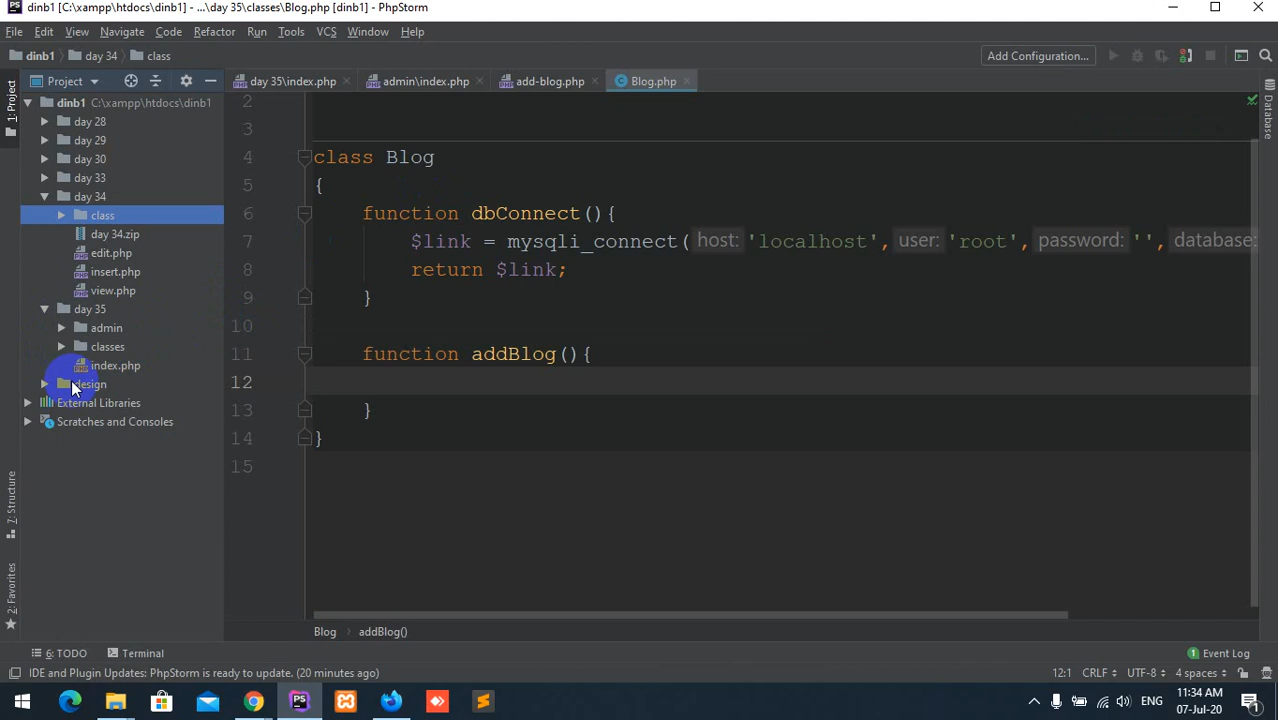 dinb1 [C:\xampp\htdocs\dinb1] - ...\day 35\classes\Blog.php [dinb1] - PhpStorm
File Edit View Navigate Code Refactor Run Tools VCS Window Help
dinb1 day 34 class Add Configuration...
1: Project
Project
day 35\index.php admin\index.php add-blog.php Blog.php
Database
dinb1 C:\xampp\htdocs\dinb1
day 28
day 29
day 30
day 33
day 34
class
day 34.zip
edit.php
insert.php
view.php
day 35
admin
classes
index.php
design
External Libraries
Scratches and Consoles
2
3
4 class Blog
5 {
6 function dbConnect(){
7 $link = mysqli_connect( host: 'localhost', user: 'root', password: '', database:
8 return $link;
9 }
10
11 function addBlog(){
12
13 }
14 }
15
7: Structure
2: Favorites
Blog addBlog()
6: TODO Terminal 1 Event Log
IDE and Plugin Updates: PhpStorm is ready to update. (20 minutes ago) 12:1 CRLF UTF-8 4 spaces
PS ENG 11:34 AM
07-Jul-20 1